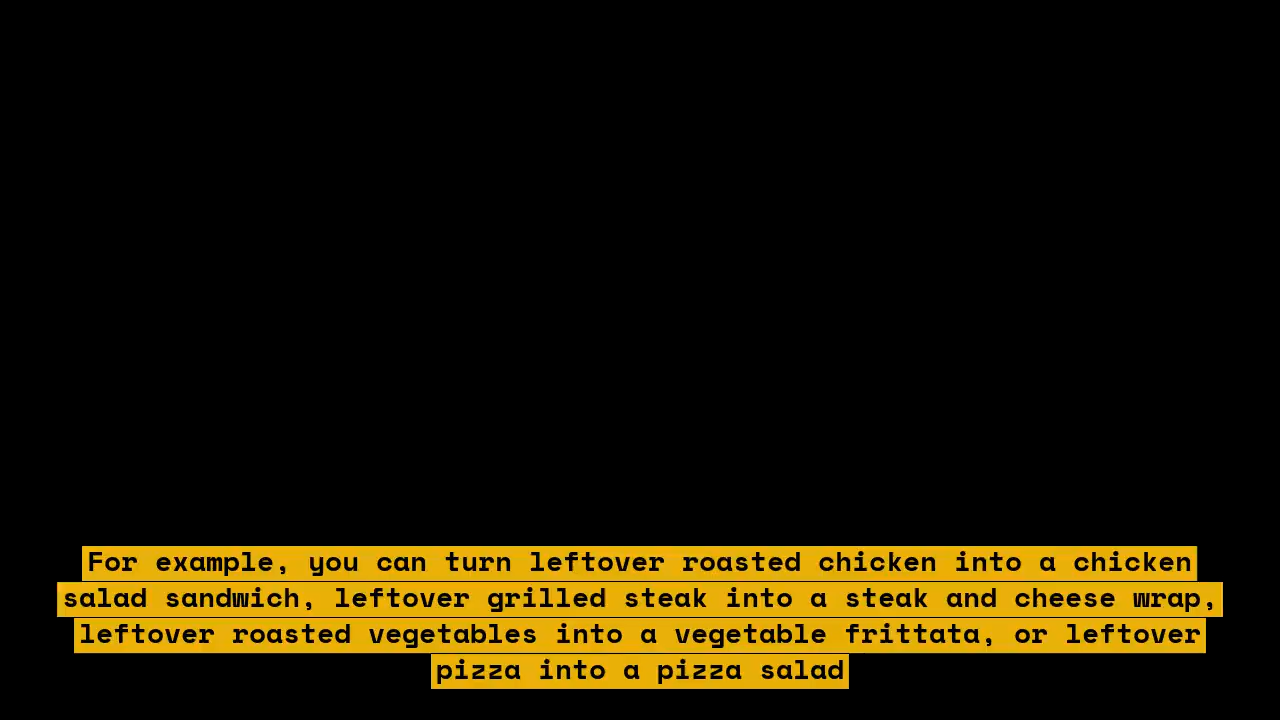 For example, you can turn leftover roasted chicken into a chicken
salad sandwich, leftover grilled steak into a steak and cheese wrap,
leftover roasted vegetables into a vegetable frittata, or leftover
pizza into a pizza salad